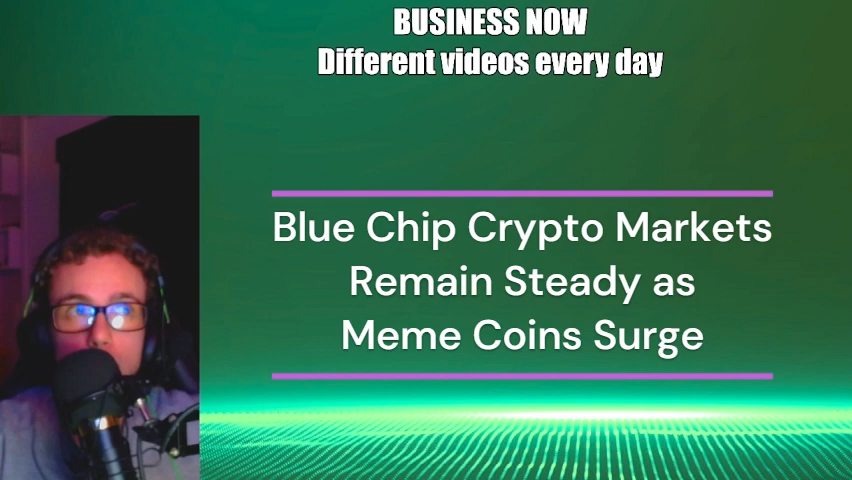 BUSINESS NOW
Different videos every day
Blue Chip Crypto Markets
Remain Steady as
Meme Coins Surge